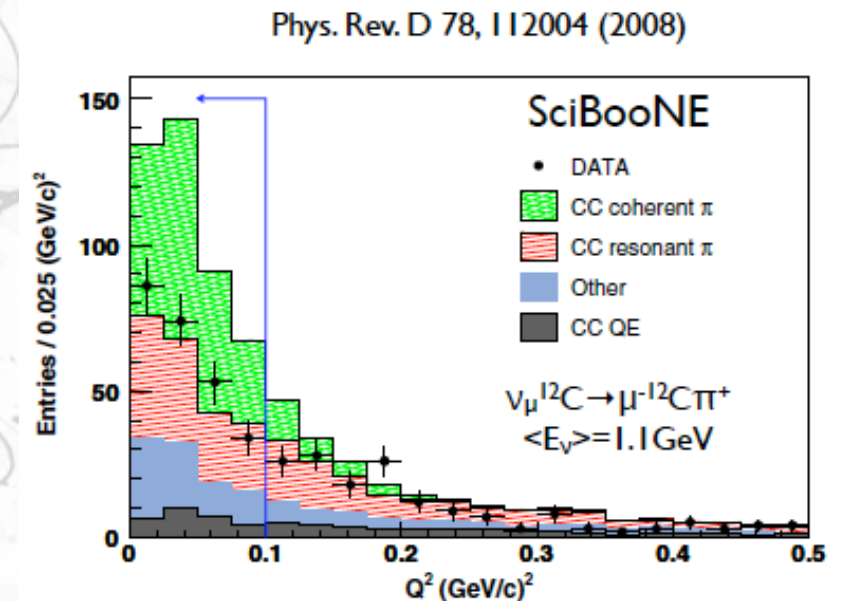 Phys. Rev. D 78, 112004 (2008)
150
100
50
0
Entries / 0.025 (GeV/c)²
SciBooNE
DATA
CC coherent π
CC resonant π
Other
CC QE
νμ¹²C→μ⁻¹²Cπ⁺
<Eν>=1.1GeV
0 0.1 0.2 0.3 0.4 0.5
Q² (GeV/c)²